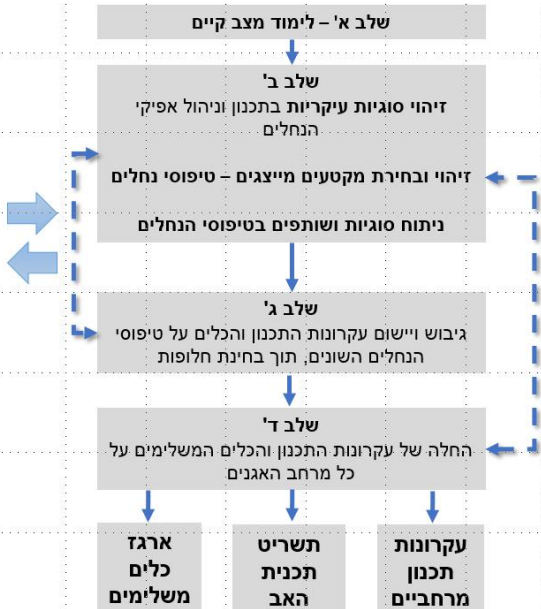 שלב א' – לימוד מצב קיים
שלב ב'
זיהוי סוגיות עיקריות בתכנון וניהול אפיקי
הנחלים
זיהוי ובחירת מקטעים מייצגים – טיפוסי נחלים
ניתוח סוגיות ושותפים בטיפוסי הנחלים
שלב ג'
גיבוש ויישום עקרונות התכנון והכלים על טיפוסי
הנחלים השונים, תוך בחינת חלופות
שלב ד'
החלה של עקרונות התכנון והכלים המשלימים על
כל מרחב האגנים
עקרונות
תכנון
מרחביים
תשריט
תכנית
האב
ארגז
כלים
משלימים